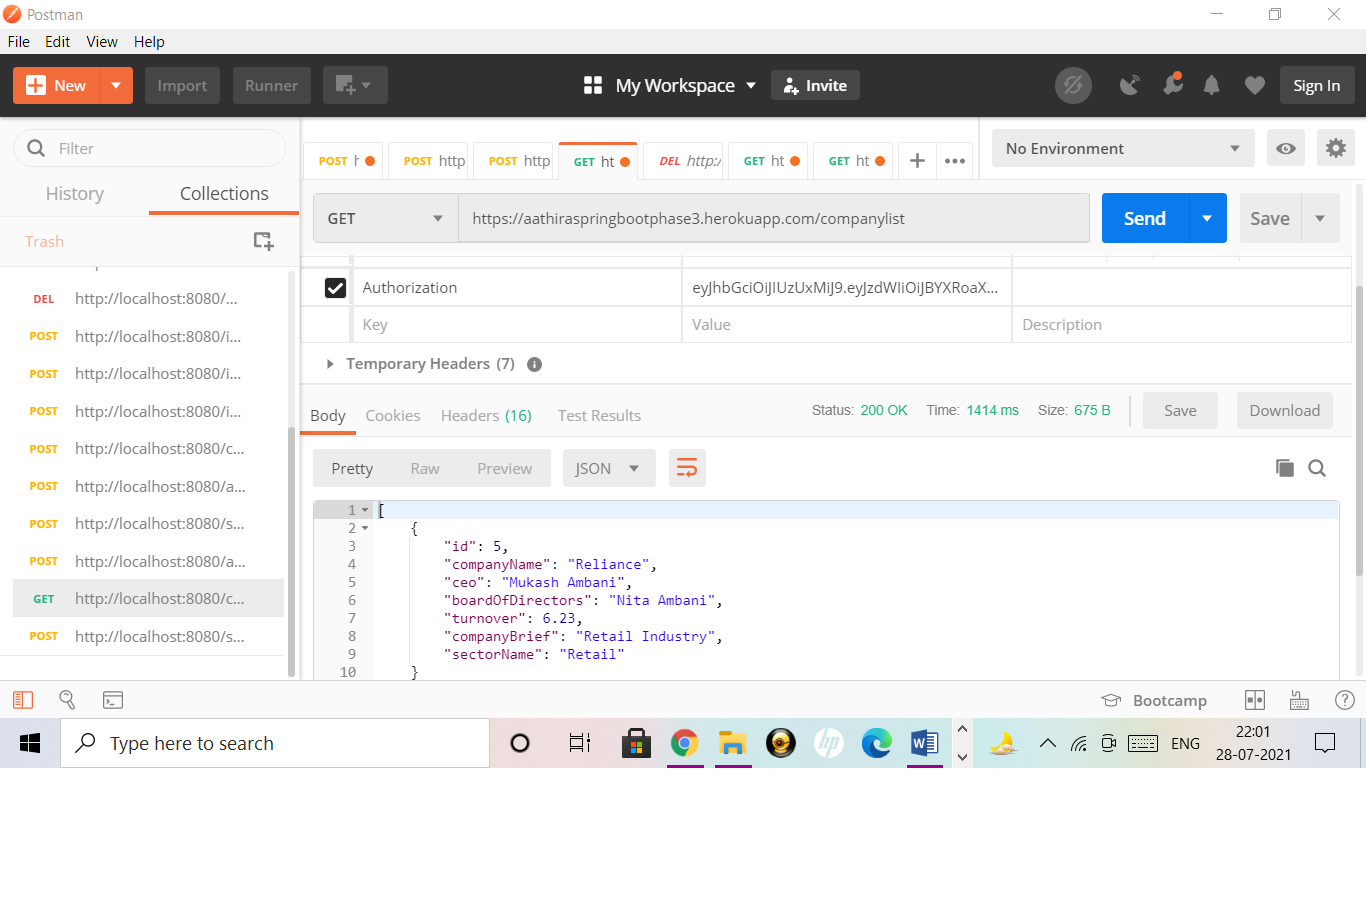 Postman
File Edit View Help
New Import Runner My Workspace Invite Sign In
Filter
History Collections
Trash
DEL http://localhost:8080/...
POST http://localhost:8080/i...
POST http://localhost:8080/i...
POST http://localhost:8080/i...
POST http://localhost:8080/c...
POST http://localhost:8080/a...
POST http://localhost:8080/s...
POST http://localhost:8080/a...
GET http://localhost:8080/c...
POST http://localhost:8080/s...
POST POST http POST http GET ht DEL http:/ GET ht GET ht + •••
No Environment
GET https://aathiraspringbootphase3.herokuapp.com/companylist Send Save
Authorization eyJhbGciOiJIUzUxMiJ9.eyJzdWIiOiJBYXRoaX...
Key Value Description
Temporary Headers (7)
Body Cookies Headers (16) Test Results Status: 200 OK Time: 1414 ms Size: 675 B Save Download
Pretty Raw Preview JSON
1 [
2 {
3 "id": 5,
4 "companyName": "Reliance",
5 "ceo": "Mukash Ambani",
6 "boardOfDirectors": "Nita Ambani",
7 "turnover": 6.23,
8 "companyBrief": "Retail Industry",
9 "sectorName": "Retail"
10 }
Bootcamp
Type here to search
hp
ENG
22:01
28-07-2021